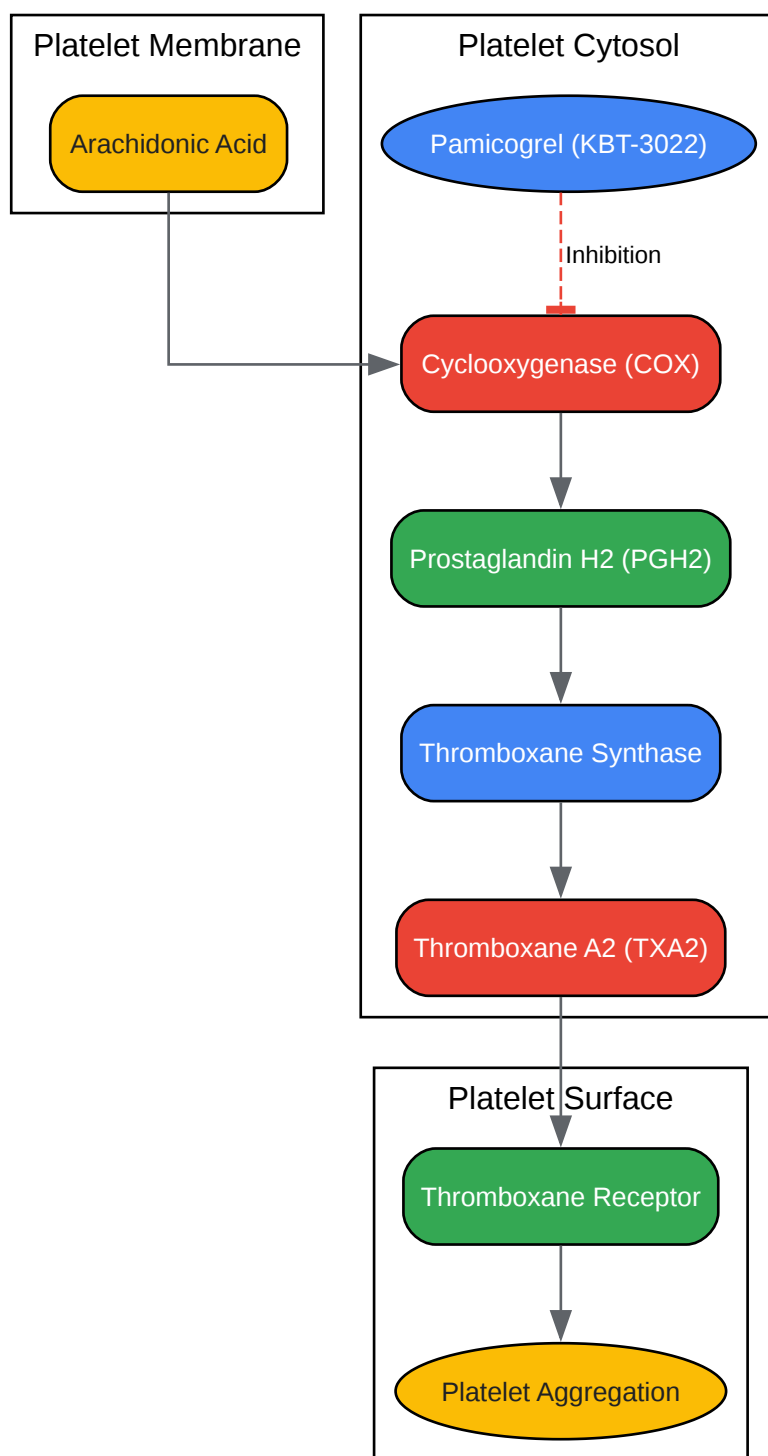 Platelet Membrane
Arachidonic Acid
Platelet Cytosol
Pamicogrel (KBT-3022)
Inhibition
Cyclooxygenase (COX)
Prostaglandin H2 (PGH2)
Thromboxane Synthase
Thromboxane A2 (TXA2)
Platelet Surface
Thromboxane Receptor
Platelet Aggregation